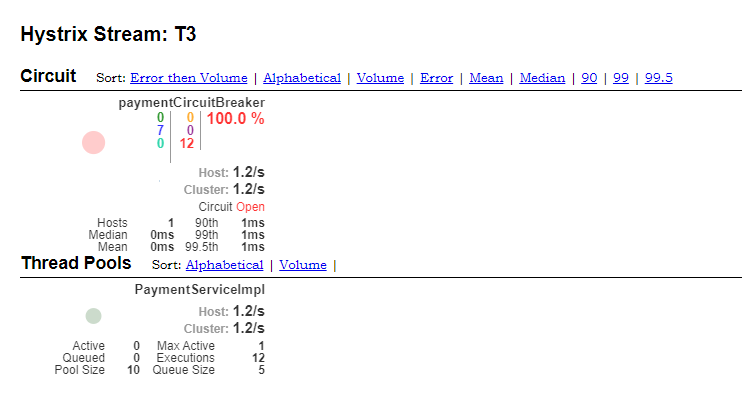 Hystrix Stream: T3
Circuit Sort: Error then Volume | Alphabetical | Volume | Error | Mean | Median | 90 | 99 | 99.5
paymentCircuitBreaker
0 0 100.0 %
7 0
0 12
Host: 1.2/s
Cluster: 1.2/s
Circuit Open
Hosts 1 90th 1ms
Median 0ms 99th 1ms
Mean 0ms 99.5th 1ms
Thread Pools Sort: Alphabetical | Volume |
PaymentServiceImpl
Host: 1.2/s
Cluster: 1.2/s
Active 0 Max Active 1
Queued 0 Executions 12
Pool Size 10 Queue Size 5